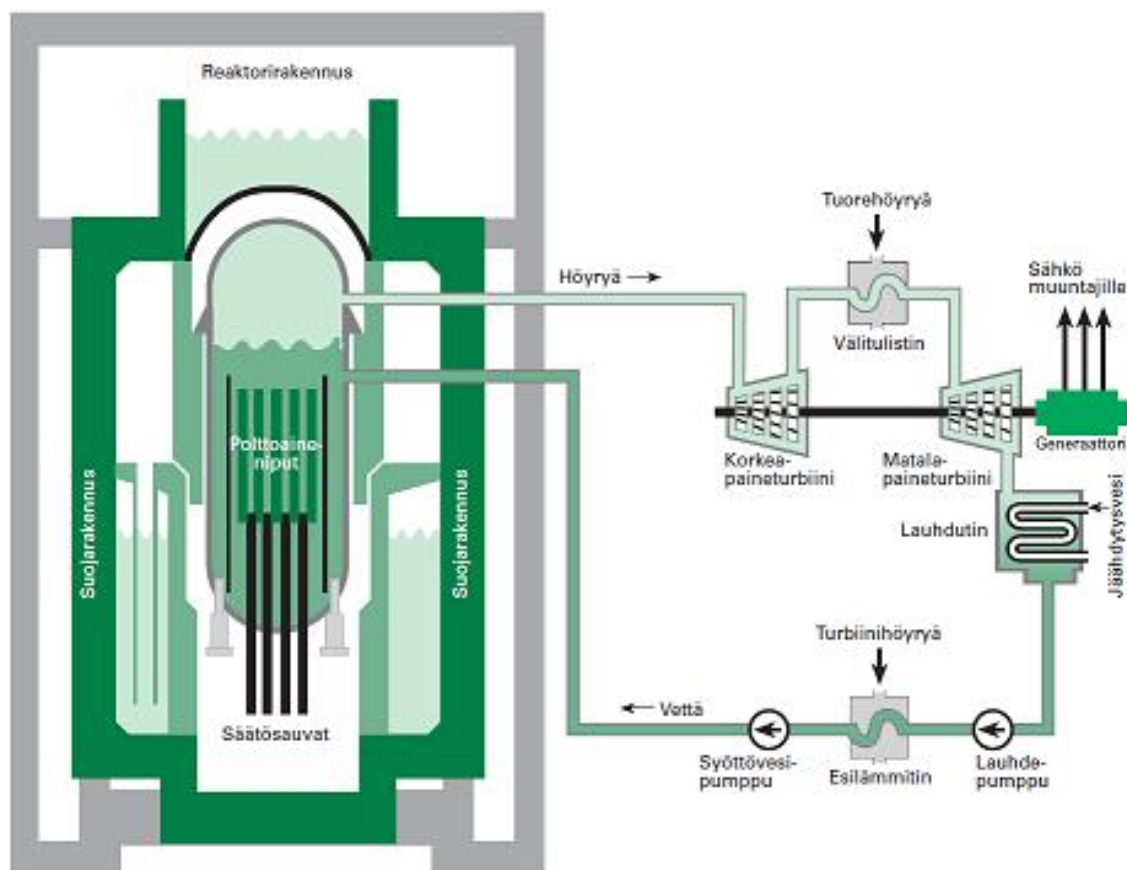 Reaktorirakennus
Suojarakennus
Polttoaine-
niput
Suojarakennus
Säätösauvat
Höyryä
Tuorehöyryä
Välitulistin
Sähkö
muuntajille
Korkea-
paineturbiini
Matala-
paineturbiini
Generaattori
Lauhdutin
Jäähdytysvesi
Turbiinihöyryä
Vettä
Syöttövesi-
pumppu
Esilämmitin
Lauhde-
pumppu